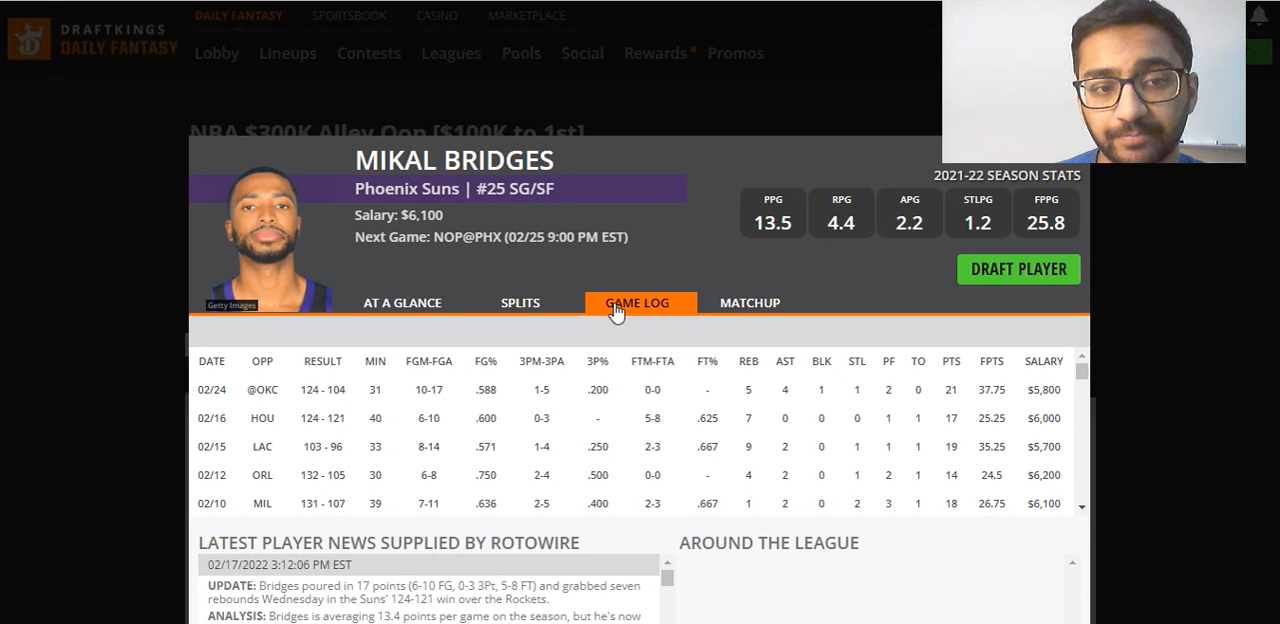 DRAFTKINGS
DAILY FANTASY
DAILY FANTASY SPORTSBOOK CASINO MARKETPLACE
Lobby Lineups Contests Leagues Pools Social Rewards Promos
NBA $300K Alley Oop [$100K to 1st]
MIKAL BRIDGES
Phoenix Suns | #25 SG/SF
Salary: $6,100
Next Game: NOP@PHX (02/25 9:00 PM EST)
2021-22 SEASON STATS
PPG RPG APG STLPG FPPG
13.5 4.4 2.2 1.2 25.8
DRAFT PLAYER
Getty Images
AT A GLANCE SPLITS GAME LOG MATCHUP
DATE OPP RESULT MIN FGM-FGA FG% 3PM-3PA 3P% FTM-FTA FT% REB AST BLK STL PF TO PTS FPTS SALARY
02/24 @OKC 124 - 104 31 10-17 .588 1-5 .200 0-0 - 5 4 1 1 2 0 21 37.75 $5,800
02/16 HOU 124 - 121 40 6-10 .600 0-3 - 5-8 .625 7 0 0 0 1 1 17 25.25 $6,000
02/15 LAC 103 - 96 33 8-14 .571 1-4 .250 2-3 .667 9 2 0 1 1 1 19 35.25 $5,700
02/12 ORL 132 - 105 30 6-8 .750 2-4 .500 0-0 - 4 2 0 1 2 1 14 24.5 $6,200
02/10 MIL 131 - 107 39 7-11 .636 2-5 .400 2-3 .667 1 2 0 2 3 1 18 26.75 $6,100
LATEST PLAYER NEWS SUPPLIED BY ROTOWIRE
02/17/2022 3:12:06 PM EST
UPDATE: Bridges poured in 17 points (6-10 FG, 0-3 3Pt, 5-8 FT) and grabbed seven
rebounds Wednesday in the Suns' 124-121 win over the Rockets.
ANALYSIS: Bridges is averaging 13.4 points per game on the season, but he's now
AROUND THE LEAGUE